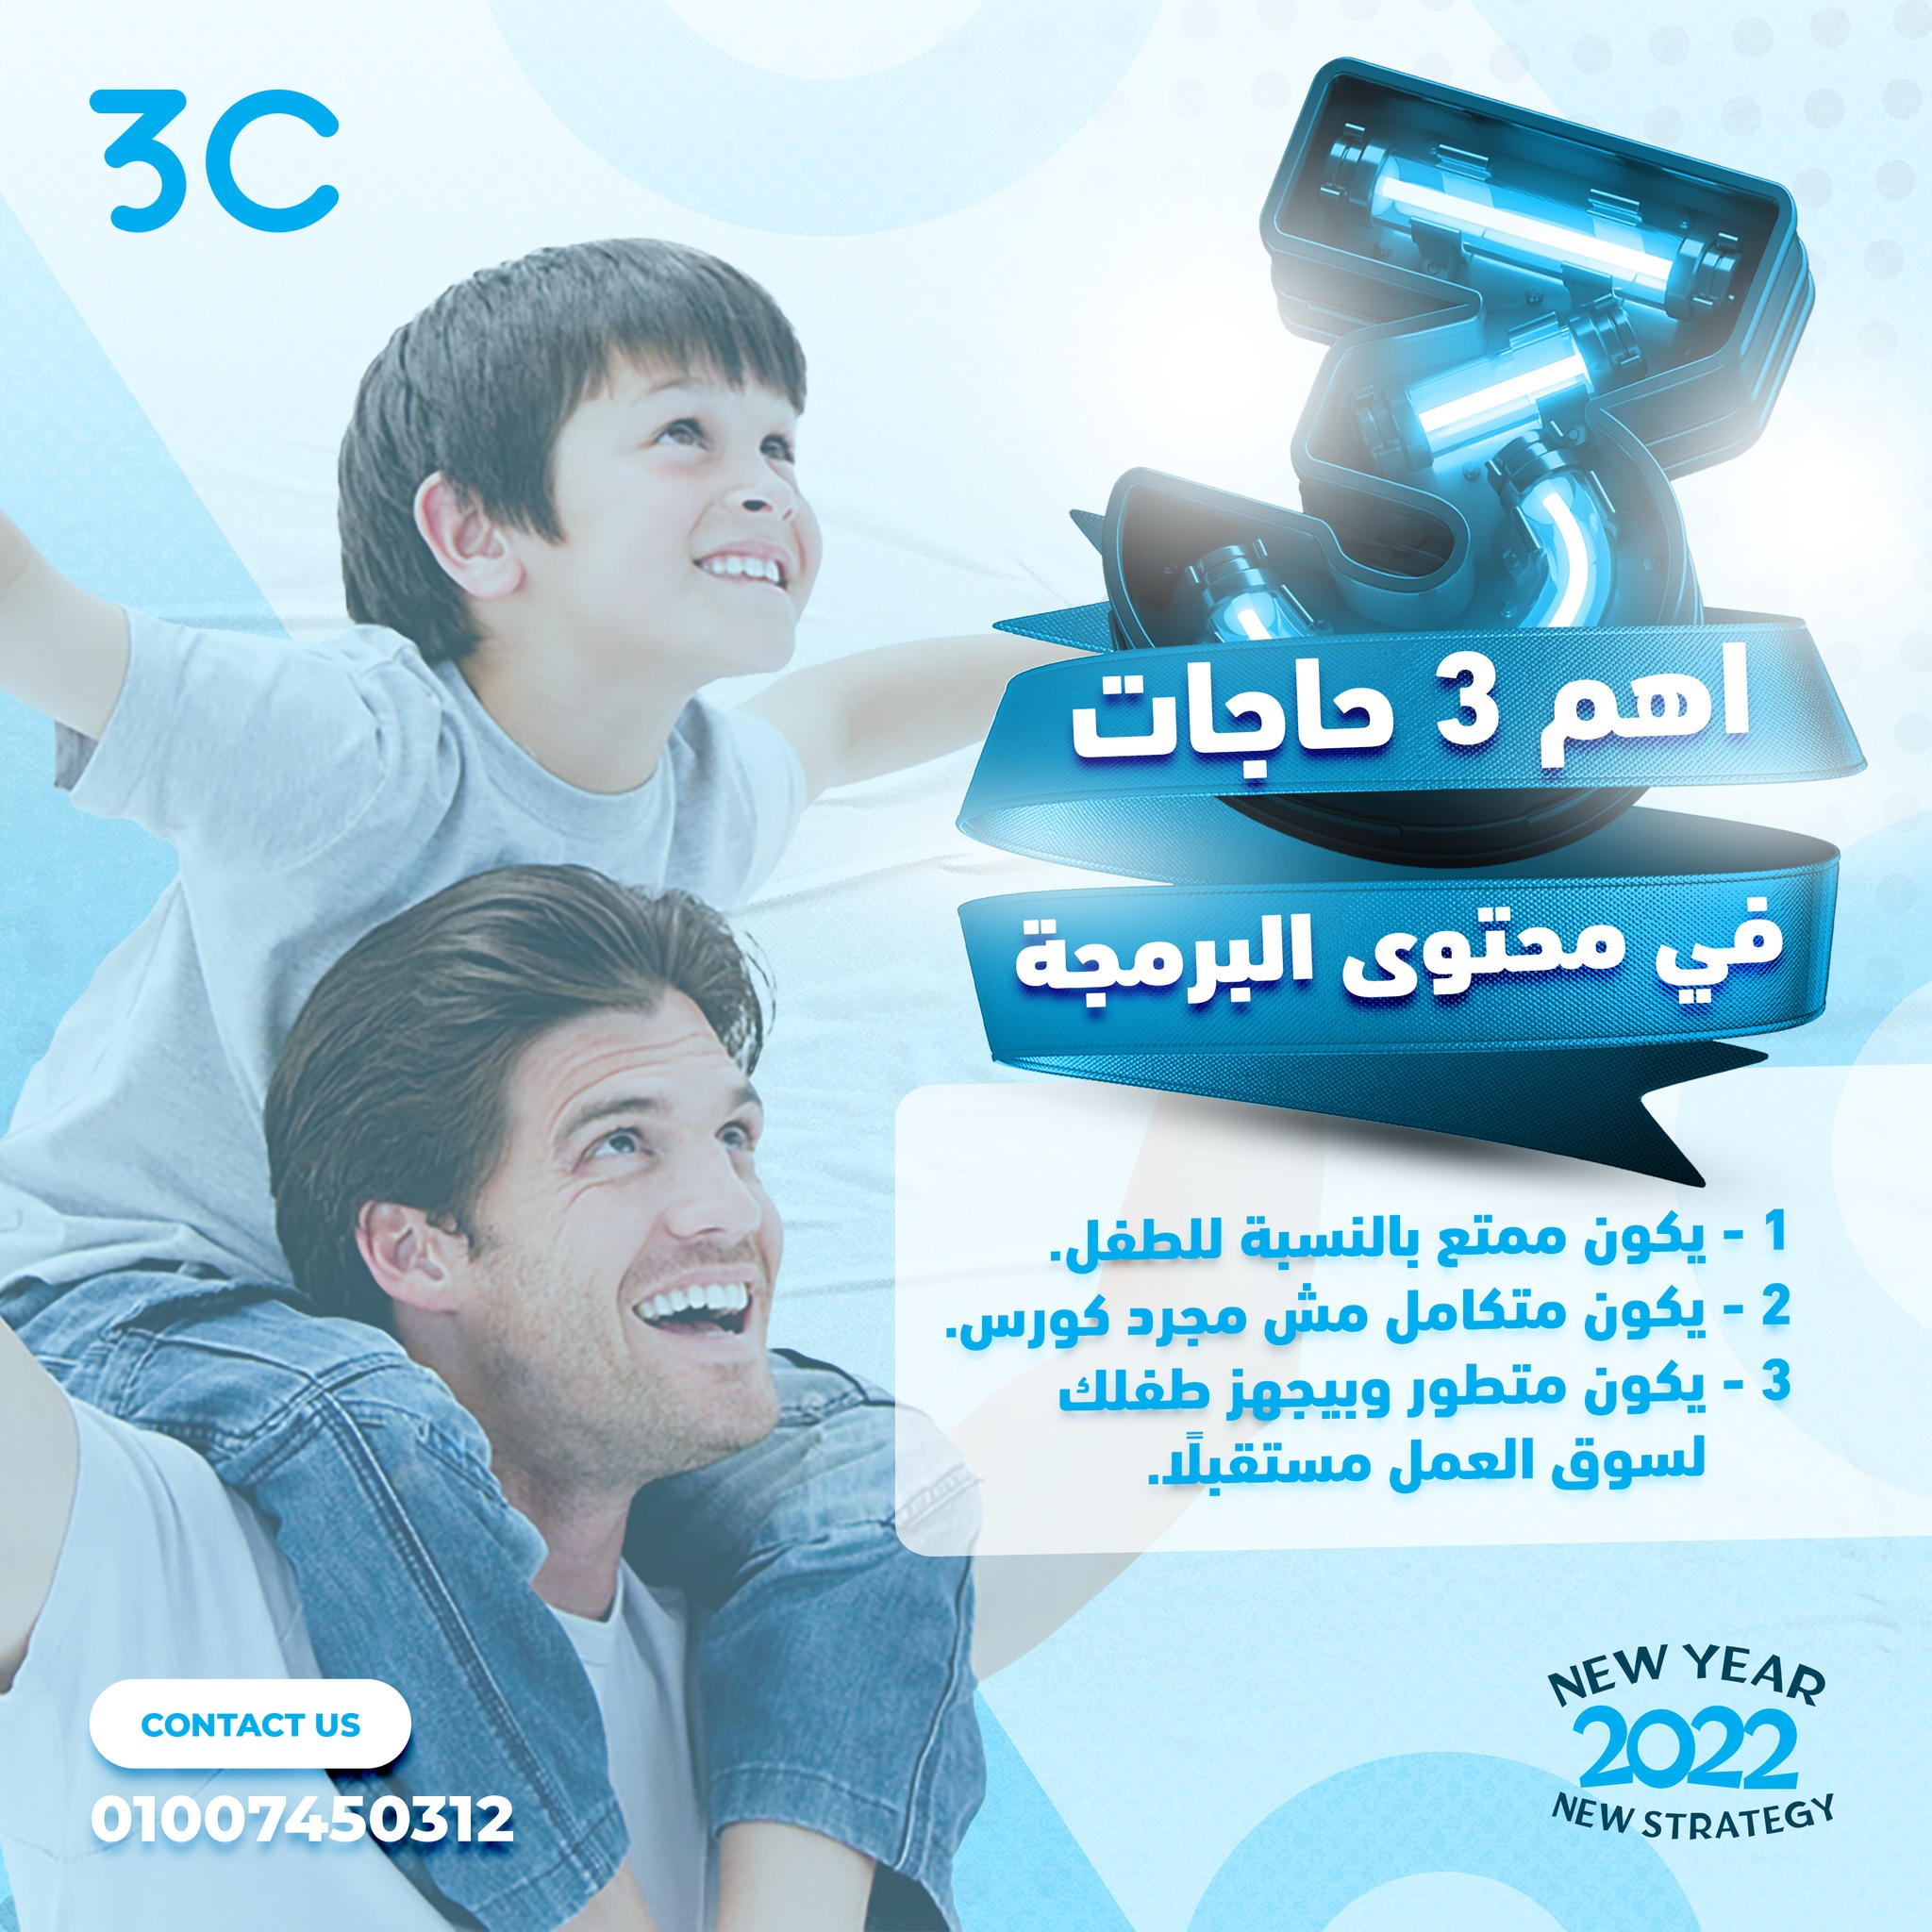 3C
اهم 3 حاجات
في محتوى البرمجة
1 - يكون ممتع بالنسبة للطفل.
2 - يكون متكامل مش مجرد كورس.
3 - يكون متطور وبيجهز طفلك
لسوق العمل مستقبلًا.
CONTACT US
01007450312
NEW YEAR
2022
NEW STRATEGY